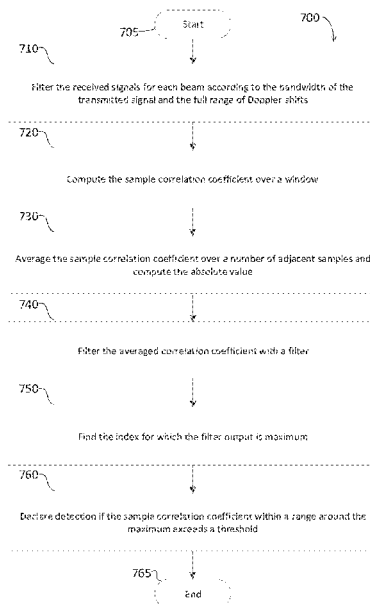 700
705
Start
710
Filter the received signals for each beam according to the bandwidth of the
transmitted signal and the full range of Doppler shifts
720
Compute the sample correlation coefficient over a window
730
Average the sample correlation coefficient over a number of adjacent samples and
compute the absolute value
740
Filter the averaged correlation coefficient with a filter
750
Find the index for which the filter output is maximum
760
Declare detection if the sample correlation coefficient within a range around the
maximum exceeds a threshold
765
End